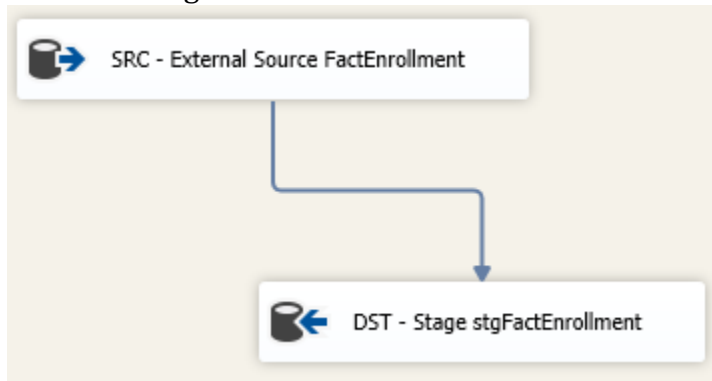 SRC - External Source FactEnrollment
DST - Stage stgFactEnrollment